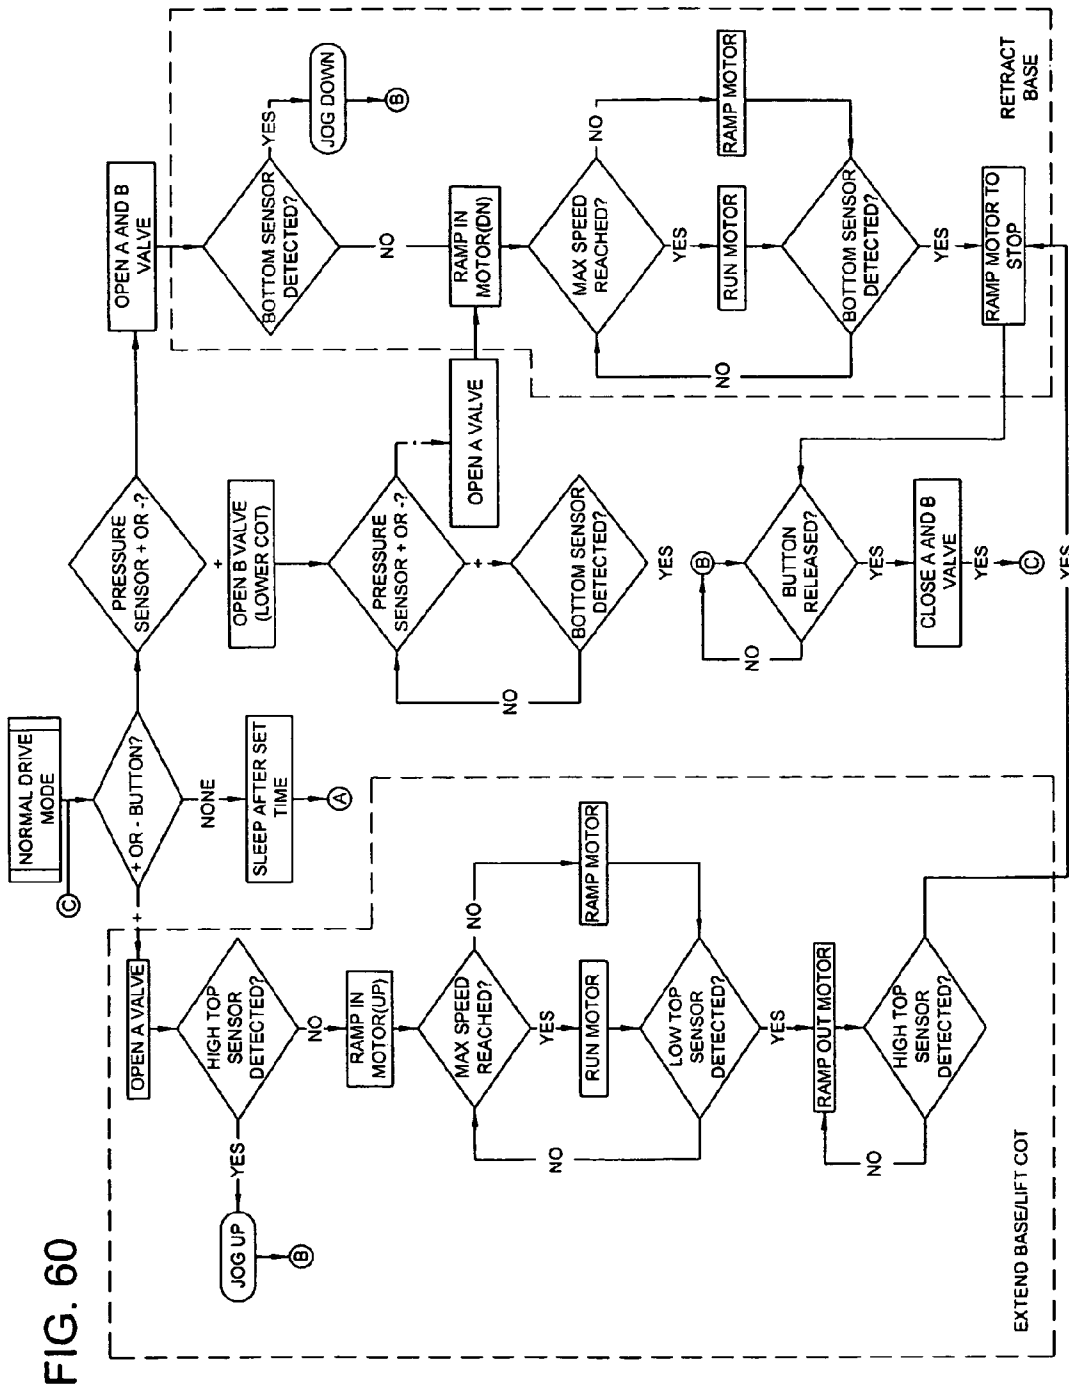 FIG. 60
NORMAL DRIVE
MODE
C
+ OR - BUTTON?
+
NONE
SLEEP AFTER SET
TIME
A
OPEN A VALVE
HIGH TOP
SENSOR
DETECTED?
YES
JOG UP
B
NO
RAMP IN
MOTOR(UP)
MAX SPEED
REACHED?
NO
RAMP MOTOR
YES
RUN MOTOR
LOW TOP
SENSOR
DETECTED?
NO
YES
RAMP OUT MOTOR
HIGH TOP
SENSOR
DETECTED?
NO
YES
EXTEND BASE/LIFT COT
PRESSURE
SENSOR + OR -?
+
OPEN B VALVE
(LOWER COT)
PRESSURE
SENSOR + OR -?
-
OPEN A VALVE
+
BOTTOM SENSOR
DETECTED?
NO
YES
B
BUTTON
RELEASED?
NO
YES
CLOSE A AND B
VALVE
YES
C
OPEN A AND B
VALVE
BOTTOM SENSOR
DETECTED?
YES
JOG DOWN
B
NO
RAMP IN
MOTOR(DN)
MAX SPEED
REACHED?
NO
RAMP MOTOR
YES
RUN MOTOR
BOTTOM SENSOR
DETECTED?
NO
YES
RAMP MOTOR TO
STOP
RETRACT
BASE